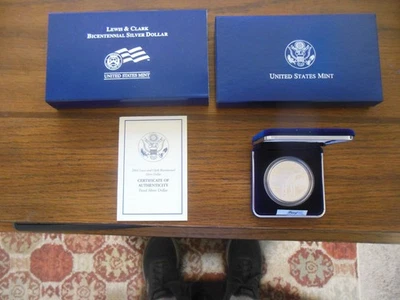 LEWIS & CLARK
BICENTENNIAL SILVER DOLLAR
UNITED STATES MINT
UNITED STATES MINT
CERTIFICATE OF
AUTHENTICITY